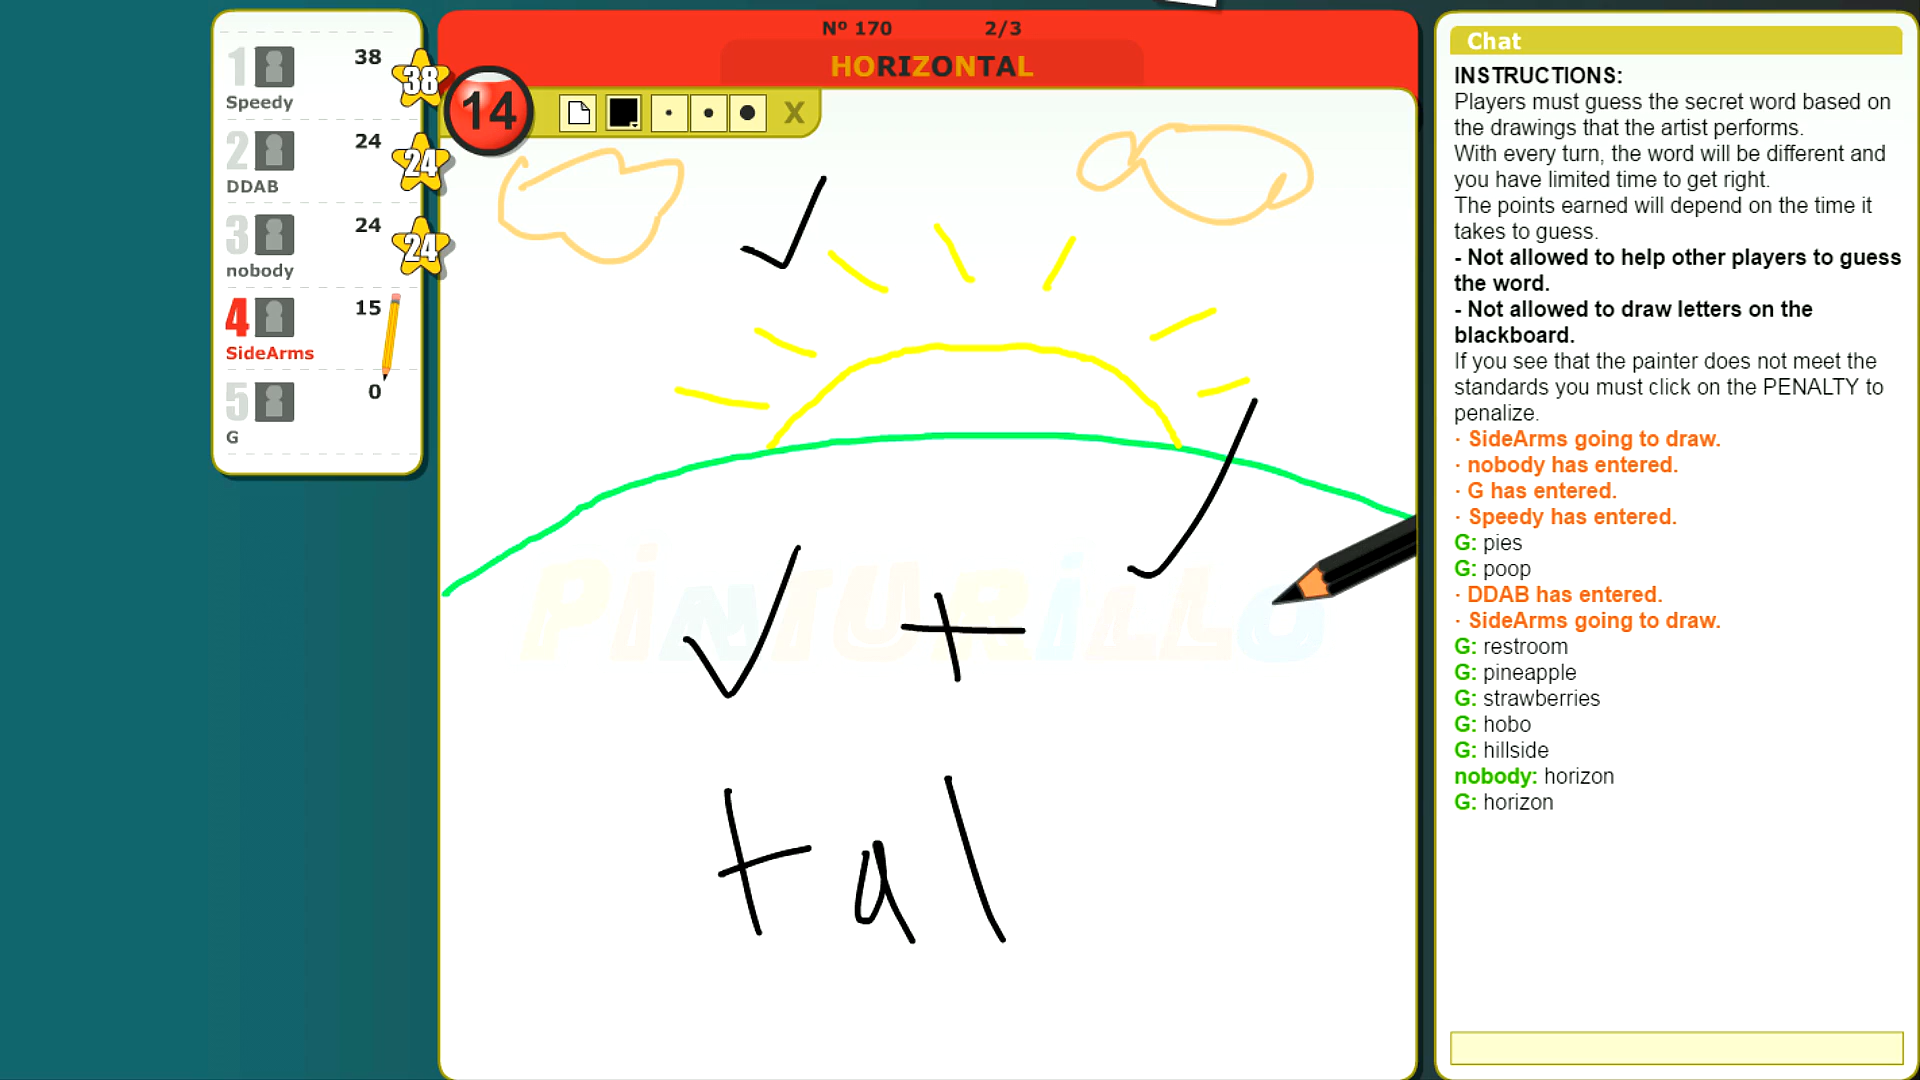 1 38 38
Speedy
2 24 24
DDAB
3 24 24
nobody
4 15
SideArms
5 0
G
Nº 170 2/3
HORIZONTAL
14 X
PiNTURiLLO
+
tal
Chat
INSTRUCTIONS:
Players must guess the secret word based on
the drawings that the artist performs.
With every turn, the word will be different and
you have limited time to get right.
The points earned will depend on the time it
takes to guess.
- Not allowed to help other players to guess
the word.
- Not allowed to draw letters on the
blackboard.
If you see that the painter does not meet the
standards you must click on the PENALTY to
penalize.
· SideArms going to draw.
· nobody has entered.
· G has entered.
· Speedy has entered.
G: pies
G: poop
· DDAB has entered.
· SideArms going to draw.
G: restroom
G: pineapple
G: strawberries
G: hobo
G: hillside
nobody: horizon
G: horizon